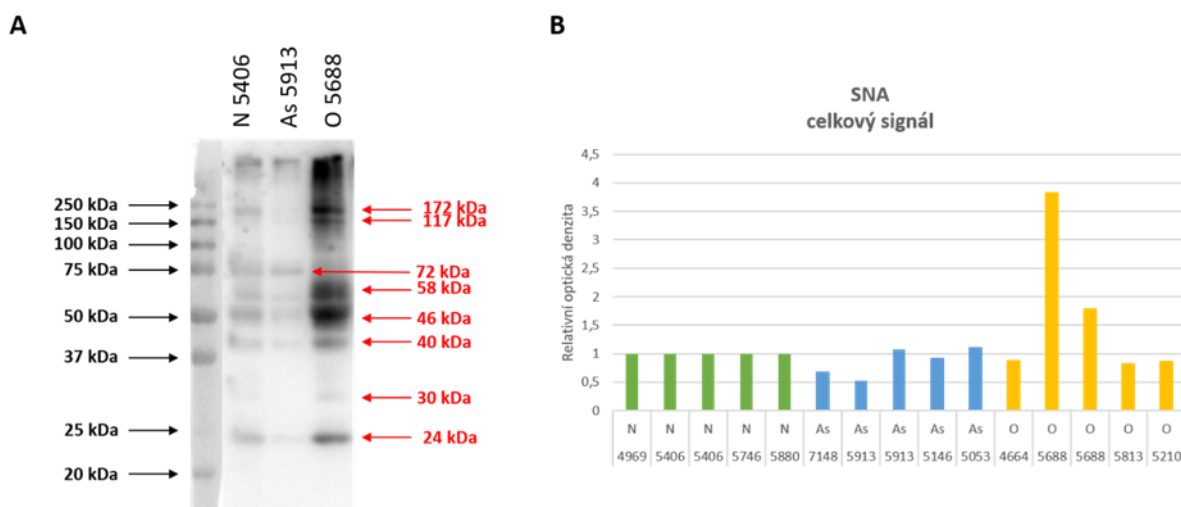 A
N 5406
As 5913
O 5688
250 kDa
150 kDa
100 kDa
75 kDa
50 kDa
37 kDa
25 kDa
20 kDa
172 kDa
117 kDa
72 kDa
58 kDa
46 kDa
40 kDa
30 kDa
24 kDa
B
SNA
celkový signál
Relativní optická denzita
4,5
4
3,5
3
2,5
2
1,5
1
0,5
0
N N N N N As As As As As O O O O O
4969 5406 5406 5746 5880 7148 5913 5913 5146 5053 4664 5688 5688 5813 5210